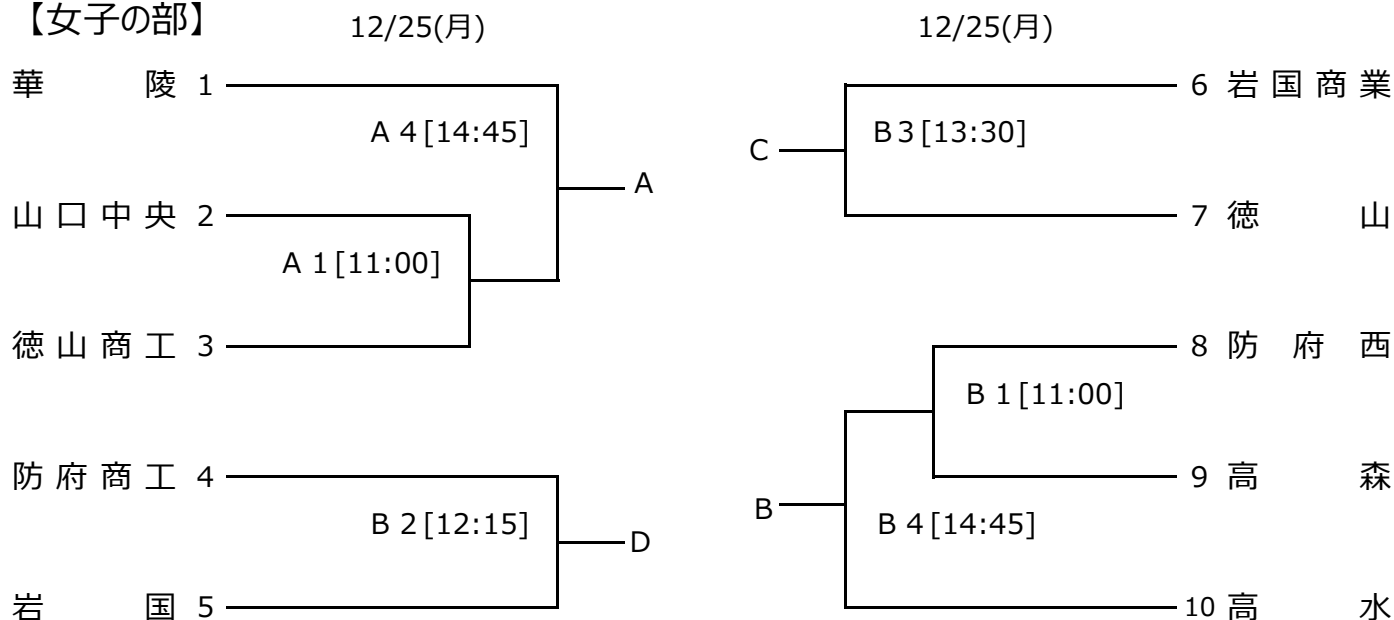 【女子の部】 12/25(月) 12/25(月)
華陵 1
A 4 [14:45]
A
山口中央 2
A 1 [11:00]
徳山商工 3
防府商工 4
B 2 [12:15]
D
岩国 5
6 岩国商業
B 3 [13:30]
C
7 徳山
8 防府西
B 1 [11:00]
9 高森
B
B 4 [14:45]
10 高水